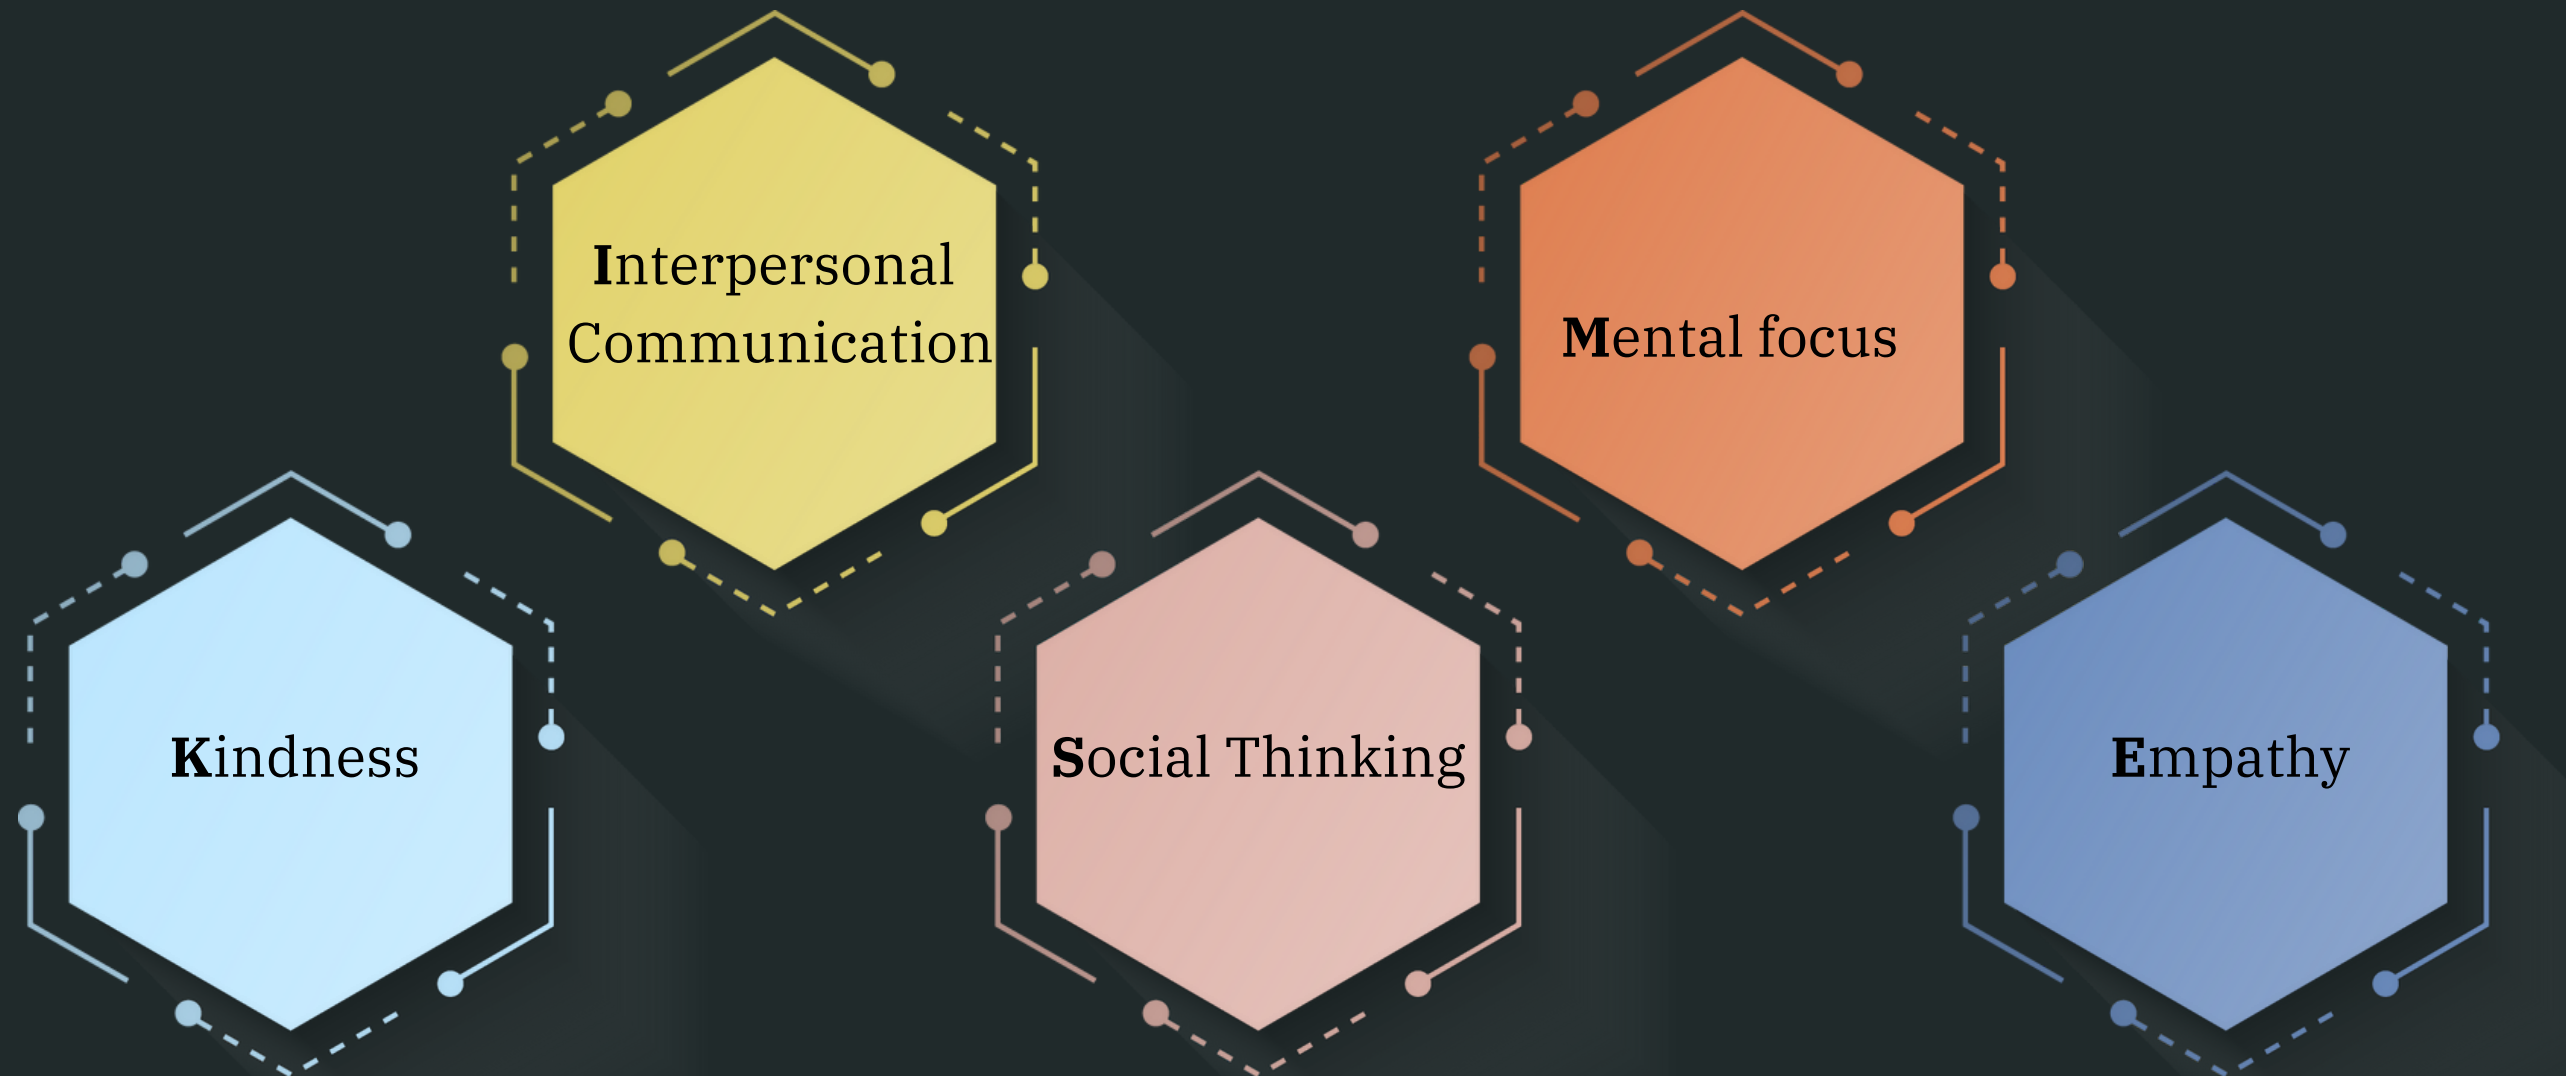 Kindness
Interpersonal
Communication
Social Thinking
Mental focus
Empathy